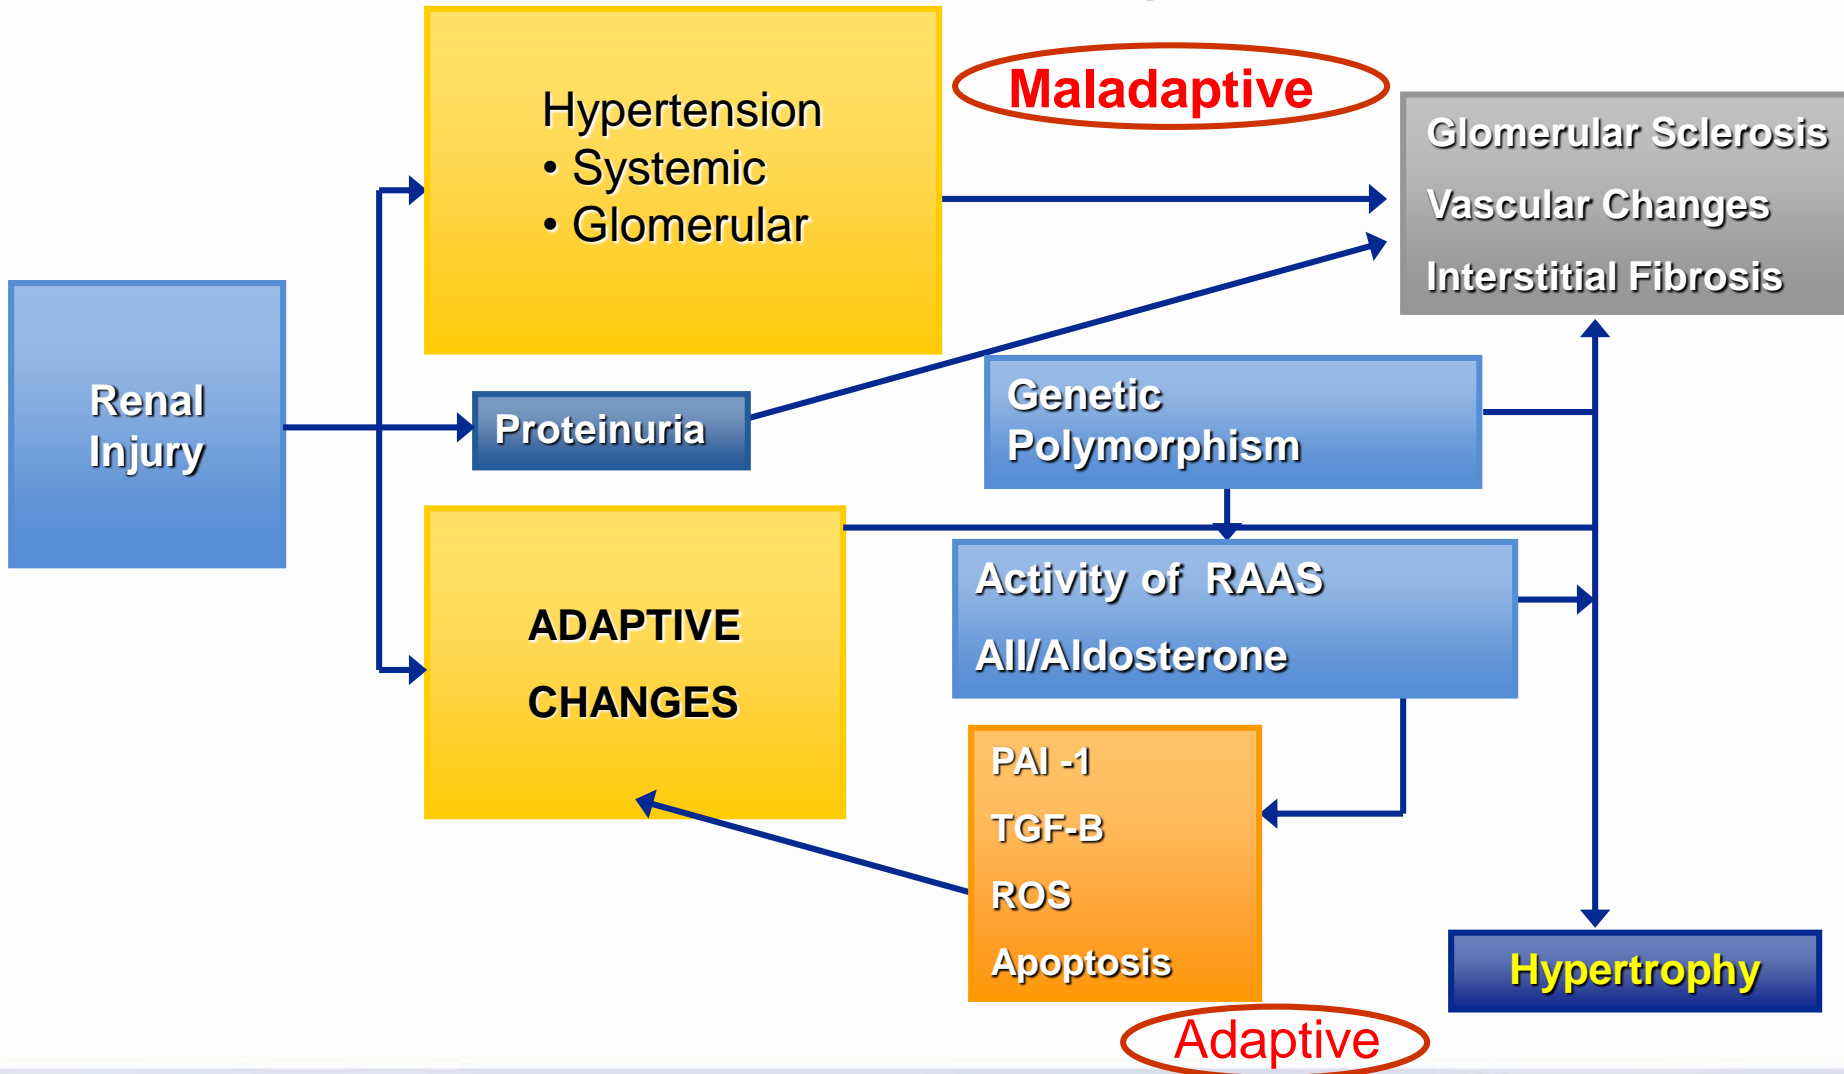 Hypertension
• Systemic
• Glomerular
Maladaptive
Glomerular Sclerosis
Vascular Changes
Interstitial Fibrosis
Renal
Injury
Proteinuria
Genetic
Polymorphism
ADAPTIVE
CHANGES
Activity of RAAS
AII/Aldosterone
PAI -1
TGF-B
ROS
Apoptosis
Hypertrophy
Adaptive